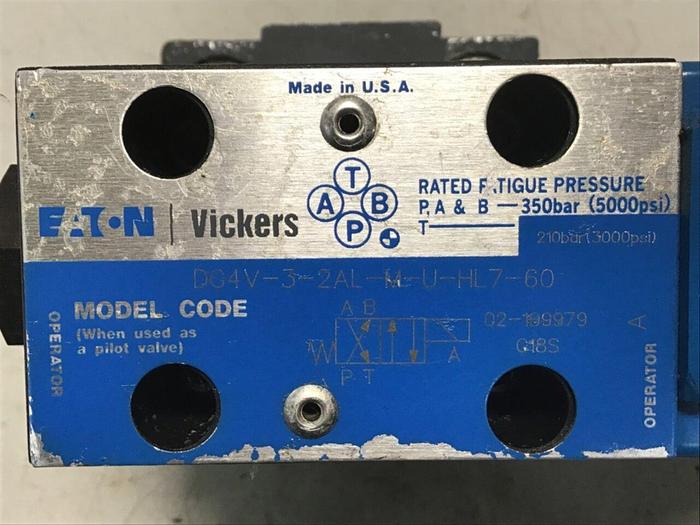 Made in U.S.A.
EATON | Vickers
T
A B
P
RATED FATIGUE PRESSURE
P, A & B — 350bar (5000psi)
T — 210bar (3000psi)
DG4V-3-2AL-M-U-HL7-60
MODEL CODE
(When used as
a pilot valve)
A B
A
P T
02-199979
G18S
OPERATOR
OPERATOR A